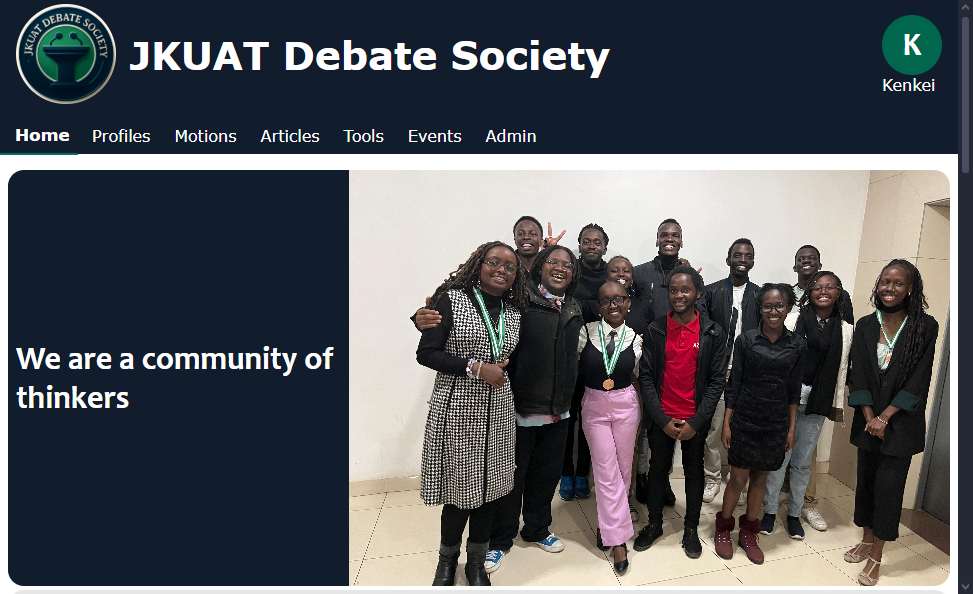 JKUAT DEBATE SOCIETY
JKUAT Debate Society
K
Kenkei
Home Profiles Motions Articles Tools Events Admin
We are a community of
thinkers